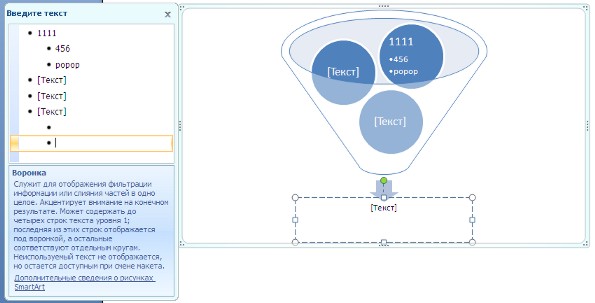 Введите текст
1111
456
popop
[Текст]
[Текст]
[Текст]
Воронка
Служит для отображения фильтрации
информации или слияния частей в одно
целое. Акцентирует внимание на конечном
результате. Может содержать до
четырех строк текста уровня 1;
последняя из этих строк отображается
под воронкой, а остальные
соответствуют отдельным кругам.
Неиспользуемый текст не отображается,
но остается доступным при смене макета.
Дополнительные сведения о рисунках
SmartArt
1111
•456
•popop
[Текст]
[Текст]
[Текст]